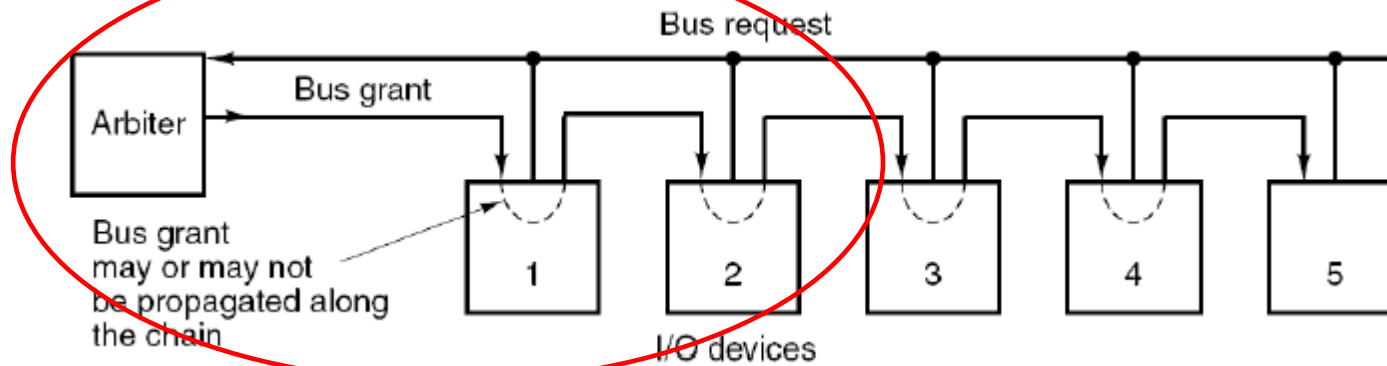 Bus request
Bus grant
Arbiter
Bus grant
may or may not
be propagated along
the chain
1
2
3
4
5
I/O devices